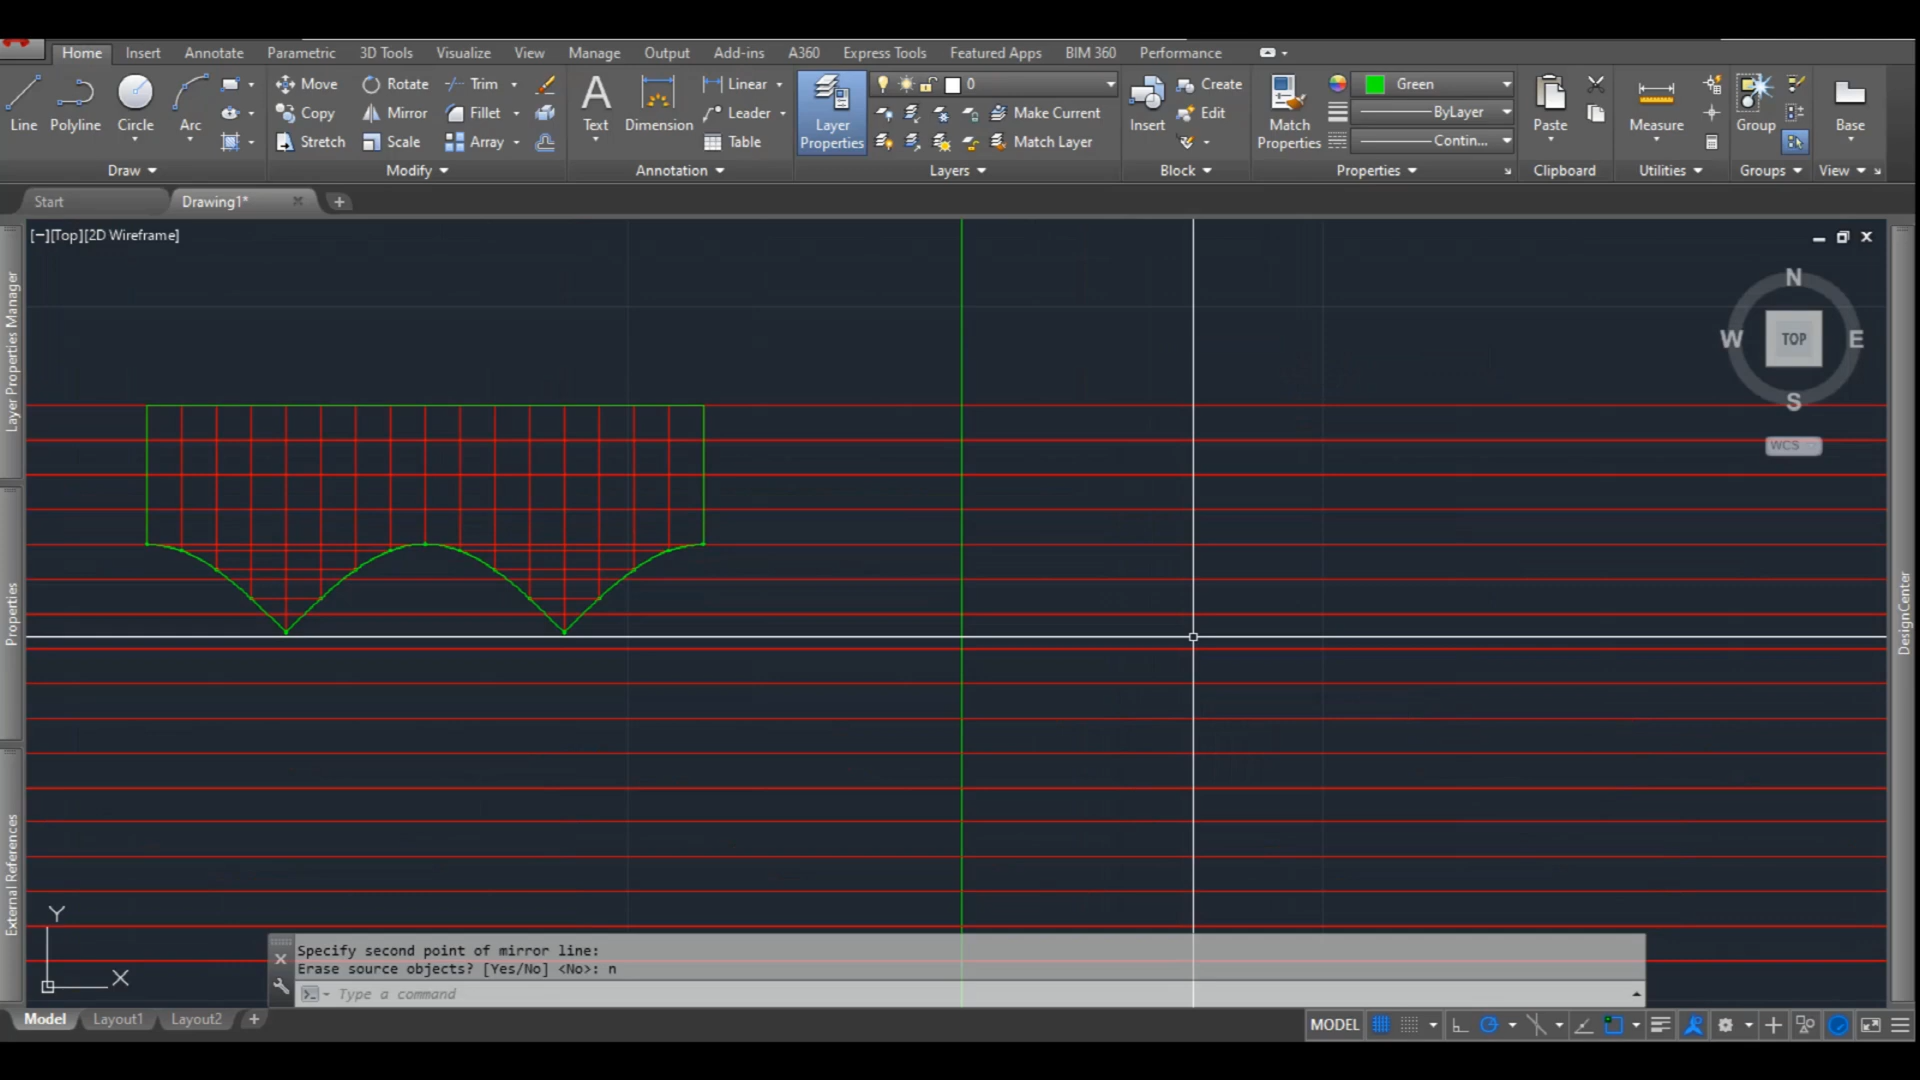 Home Insert Annotate Parametric 3D Tools Visualize View Manage Output Add-ins A360 Express Tools Featured Apps BIM 360 Performance
Line Polyline Circle Arc
Move Rotate Trim
Copy Mirror Fillet
Stretch Scale Array
Text Dimension
Linear
Leader
Table
Layer Properties
0
Make Current
Match Layer
Insert
Create
Edit
Match Properties
Green
ByLayer
Contin...
Paste
Measure
Group
Base
Draw Modify Annotation Layers Block Properties Clipboard Utilities Groups View
Start Drawing1*
[−][Top][2D Wireframe]
N
W TOP E
S
WCS
Layer Properties Manager
Properties
External References
DesignCenter
Y
X
Specify second point of mirror line:
Erase source objects? [Yes/No] <No>: n
Type a command
Model Layout1 Layout2
MODEL